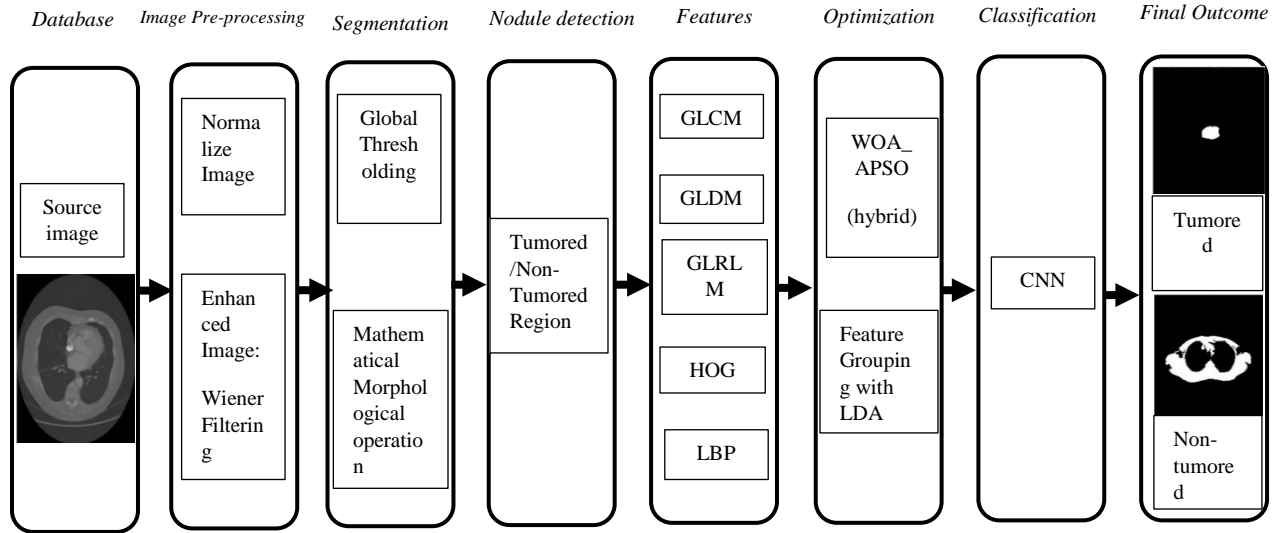 Database
Image Pre-processing
Segmentation
Nodule detection
Features
Optimization
Classification
Final Outcome
Source
image
Norma
lize
Image
Enhan
ced
Image:
Wiener
Filterin
g
Global
Thresh
olding
Mathem
atical
Morphol
ogical
operatio
n
Tumored
/Non-
Tumored
Region
GLCM
GLDM
GLRL
M
HOG
LBP
WOA_
APSO
(hybrid)
Feature
Groupin
g with
LDA
CNN
Tumore
d
Non-
tumore
d